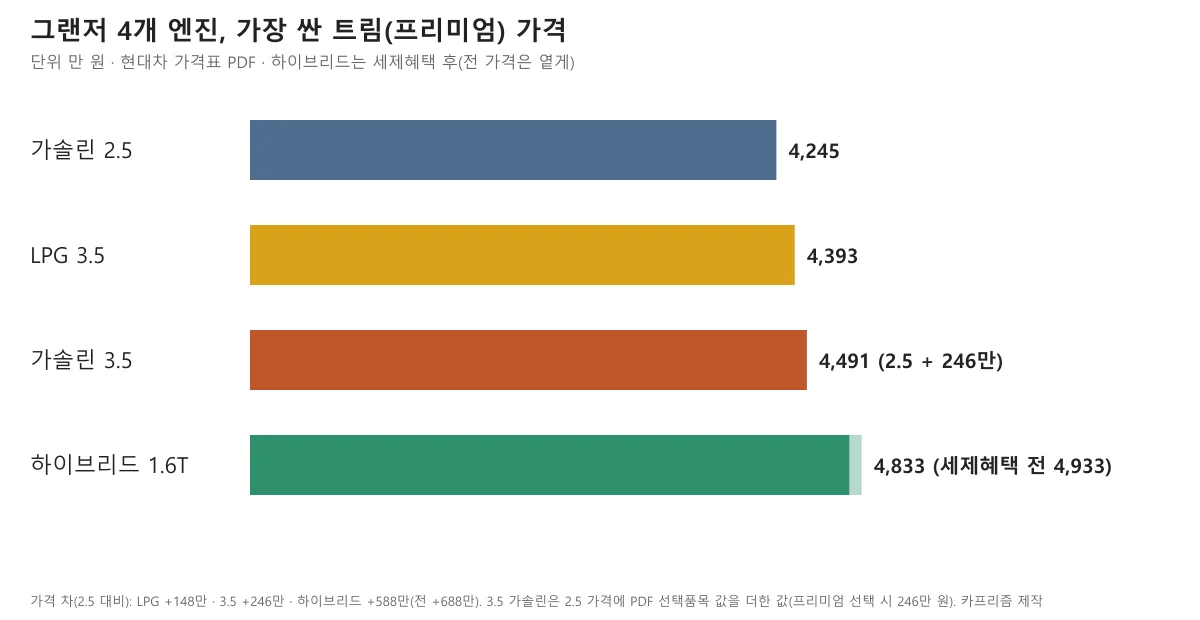 그랜저 4개 엔진, 가장 싼 트림(프리미엄) 가격
단위 만 원 · 현대차 가격표 PDF · 하이브리드는 세제혜택 후(전 가격은 옅게)
가솔린 2.5 4,245
LPG 3.5 4,393
가솔린 3.5 4,491 (2.5 + 246만)
하이브리드 1.6T 4,833 (세제혜택 전 4,933)
가격 차(2.5 대비): LPG +148만 · 3.5 +246만 · 하이브리드 +588만(전 +688만). 3.5 가솔린은 2.5 가격에 PDF 선택품목 값을 더한 값(프리미엄 선택 시 246만 원). 카프리즘 제작